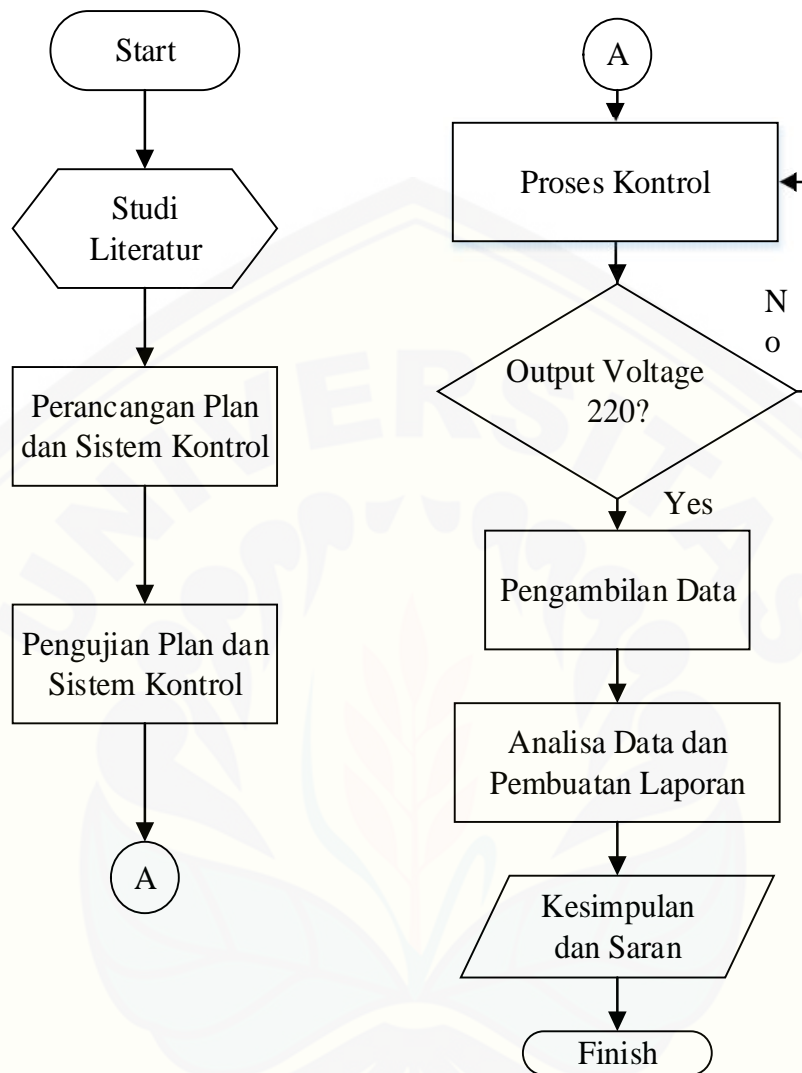 Start
Studi
Literatur
Perancangan Plan
dan Sistem Kontrol
Pengujian Plan dan
Sistem Kontrol
A
A
Proses Kontrol
Output Voltage
220?
N
o
Yes
Pengambilan Data
Analisa Data dan
Pembuatan Laporan
Kesimpulan
dan Saran
Finish
UNIVERSITAS